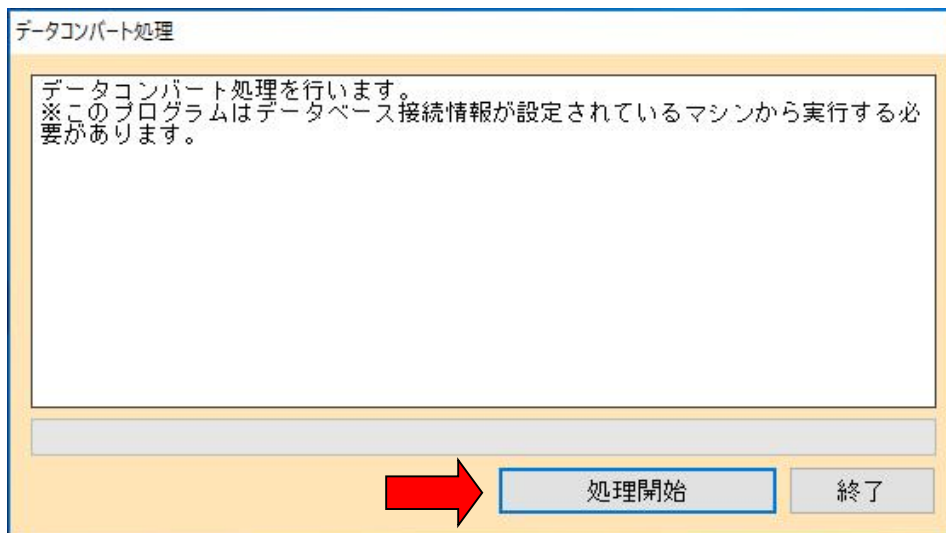 データコンバート処理
データコンバート処理を行います。
※このプログラムはデータベース接続情報が設定されているマシンから実行する必
要があります。
処理開始
終了